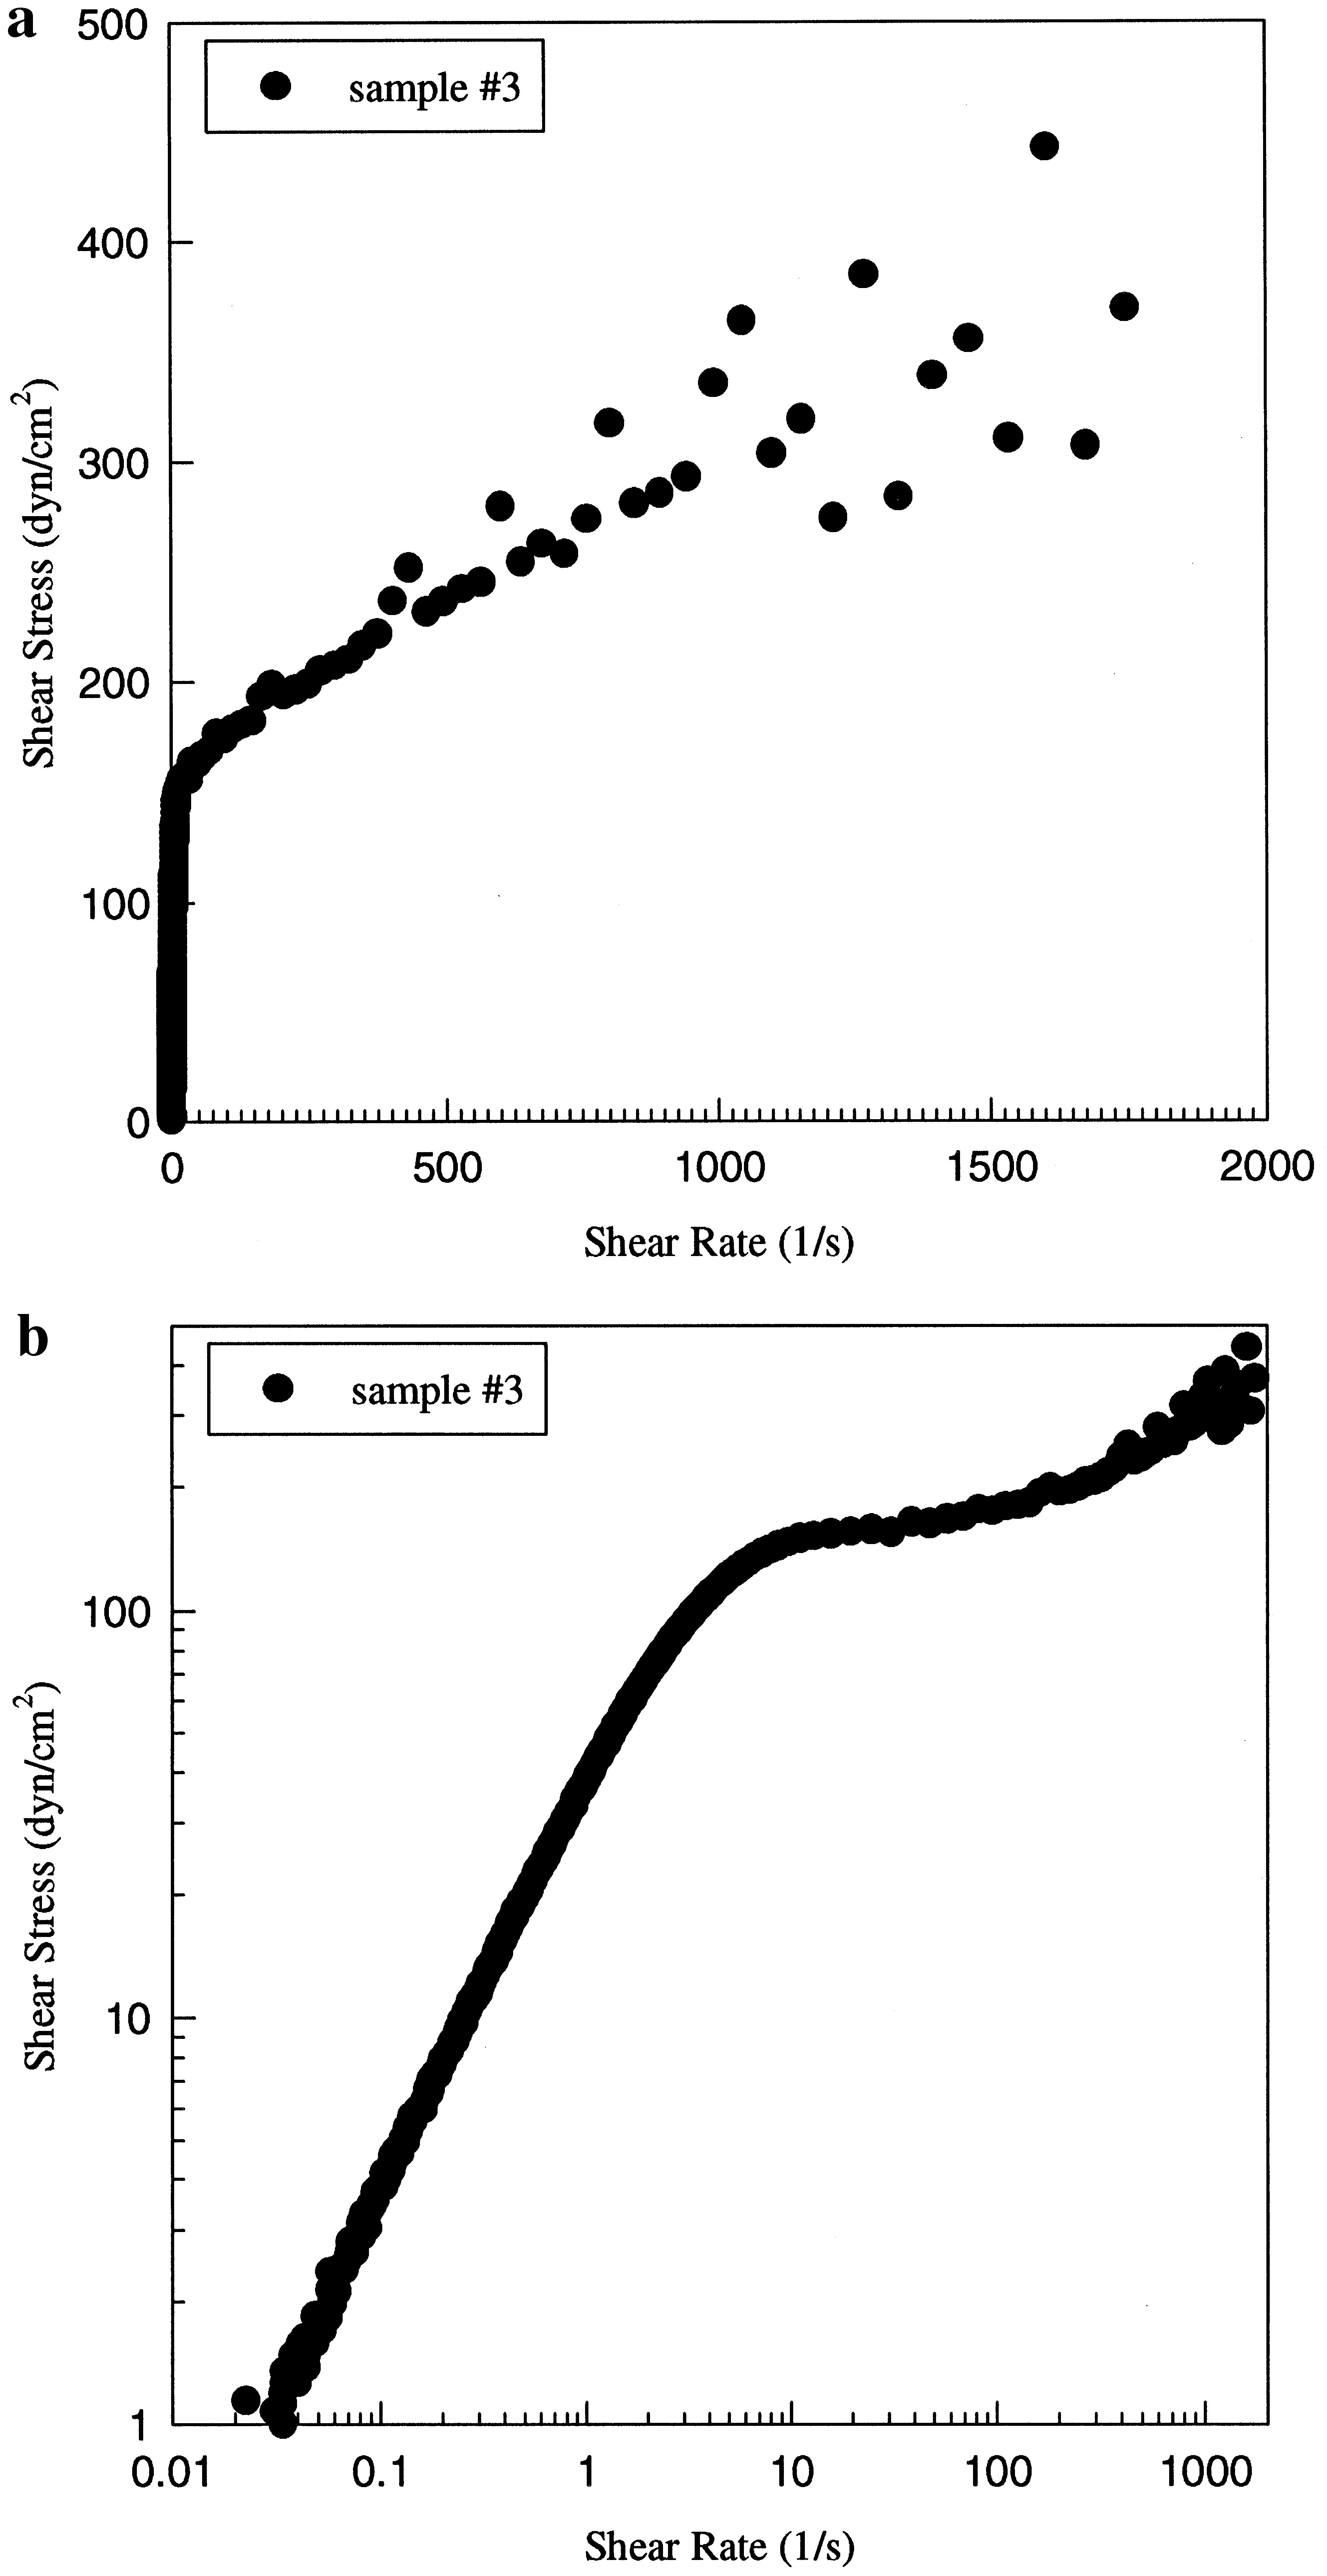 a
500
sample #3
400
300
200
100
0
Shear Stress (dyn/cm²)
0 500 1000 1500 2000
Shear Rate (1/s)
b
sample #3
100
10
1
Shear Stress (dyn/cm²)
0.01 0.1 1 10 100 1000
Shear Rate (1/s)